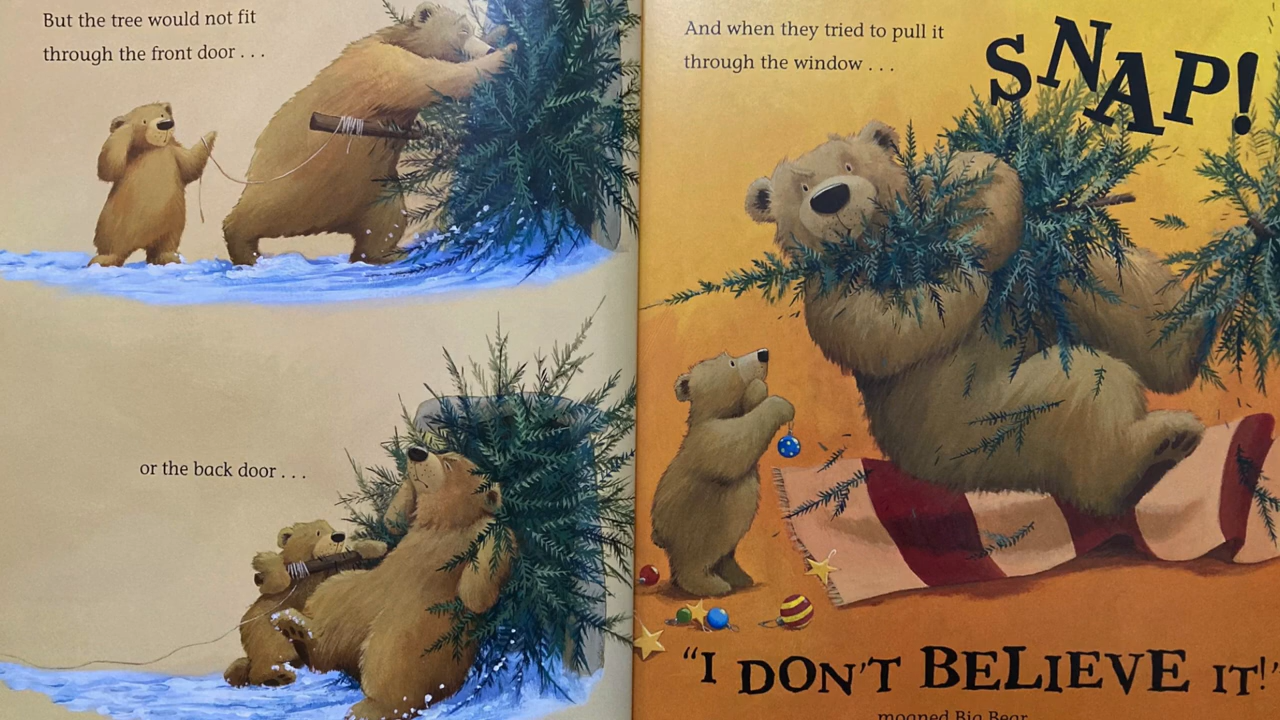 But the tree would not fit
through the front door . . .
or the back door . . .
And when they tried to pull it
through the window . . .
SNAP!
"I DON'T BELIEVE IT!"
moaned Big Bear